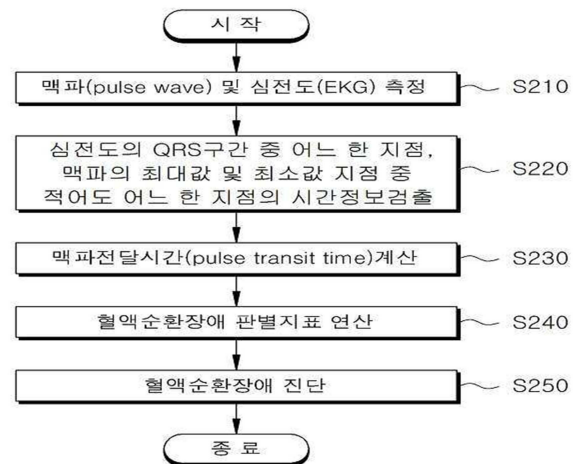 시 작
맥파(pulse wave) 및 심전도(EKG) 측정
S210
심전도의 QRS구간 중 어느 한 지점,
맥파의 최대값 및 최소값 지점 중
적어도 어느 한 지점의 시간정보검출
S220
맥파전달시간(pulse transit time)계산
S230
혈액순환장애 판별지표 연산
S240
혈액순환장애 진단
S250
종 료